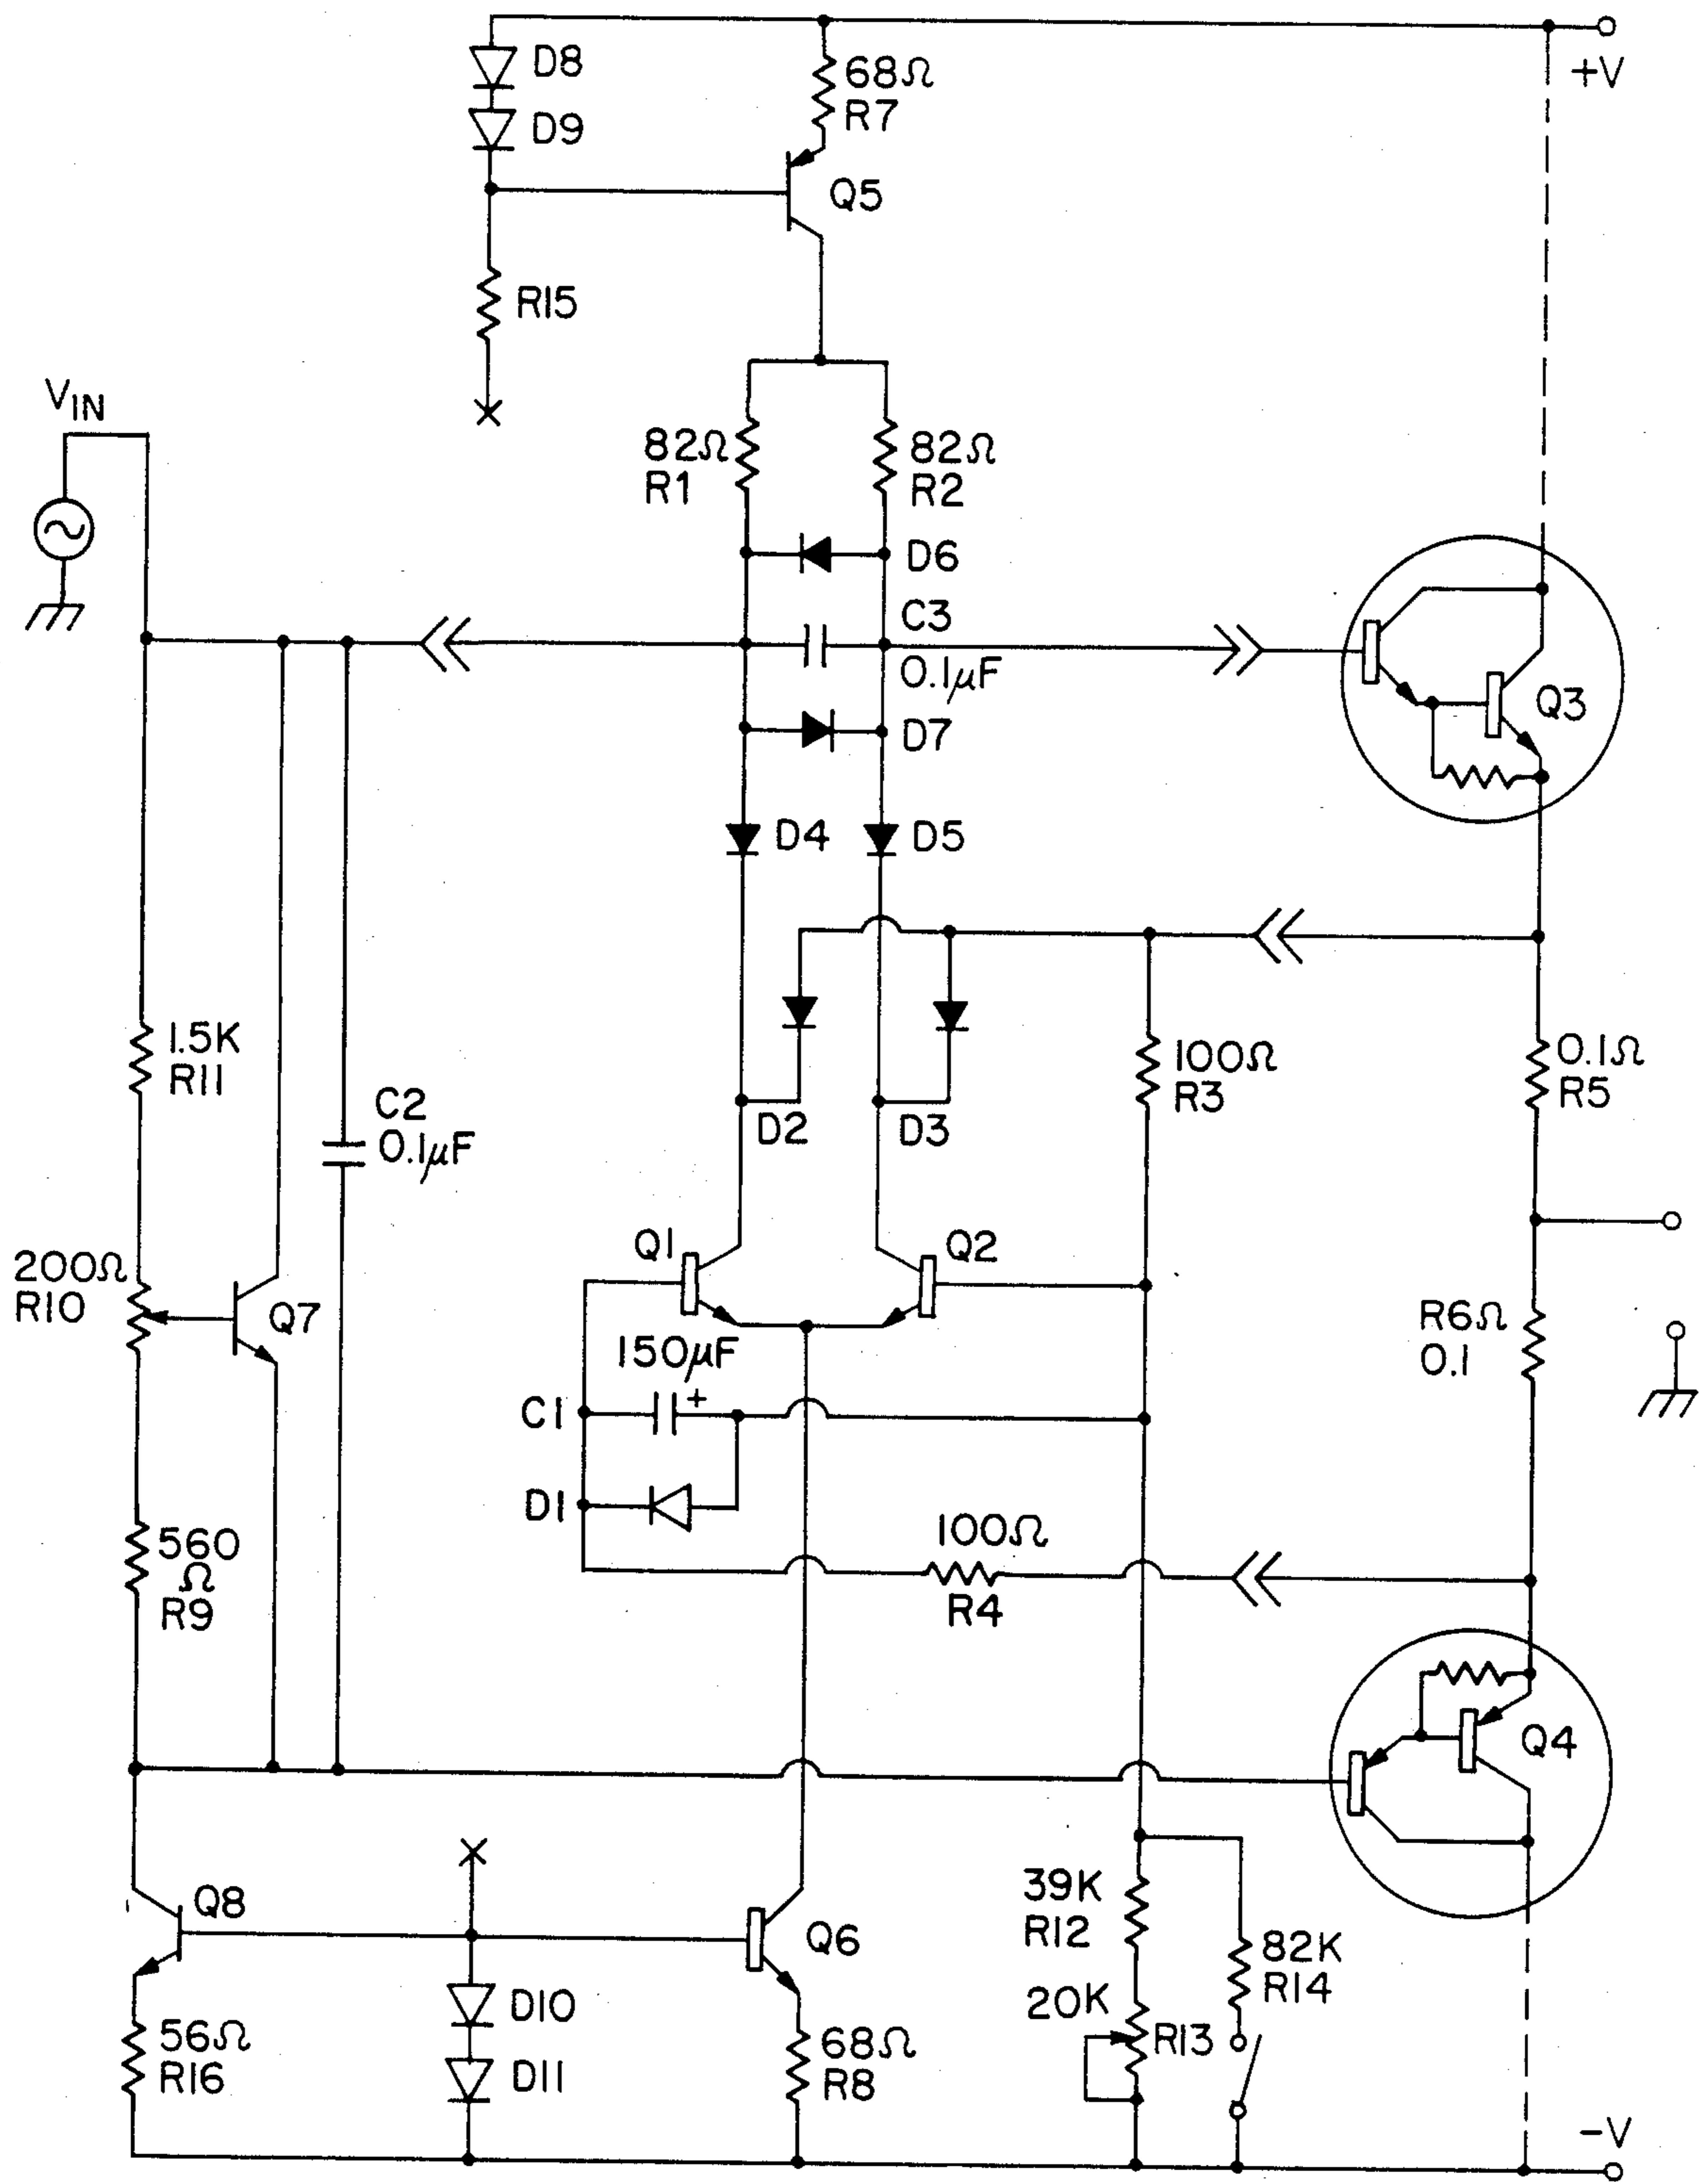 D8
D9
68Ω
R7
+V
Q5
R15
VIN
82Ω
R1
82Ω
R2
D6
C3
0.1μF
D7
Q3
D4
D5
1.5K
R11
C2
0.1μF
100Ω
R3
0.1Ω
R5
D2
D3
200Ω
R10
Q7
Q1
Q2
150μF
+
R6Ω
0.1
C1
D1
560
Ω
R9
100Ω
R4
Q4
Q8
39K
R12
Q6
82K
R14
D10
20K
R13
56Ω
R16
D11
68Ω
R8
-V